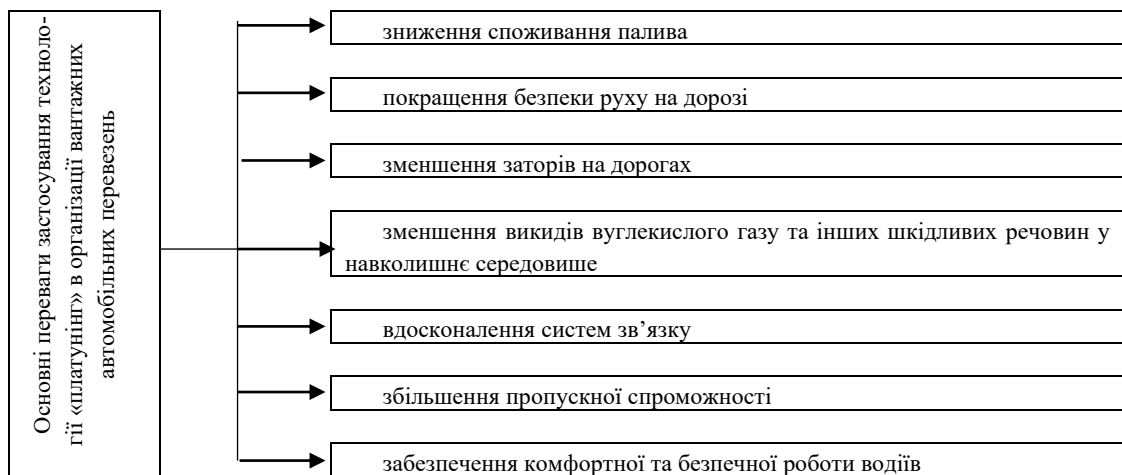 Основні переваги застосування техноло-
гії «платунінг» в організації вантажних
автомобільних перевезень
зниження споживання палива
покращення безпеки руху на дорозі
зменшення заторів на дорогах
зменшення викидів вуглекислого газу та інших шкідливих речовин у
навколишнє середовише
вдосконалення систем зв’язку
збільшення пропускної спроможності
забезпечення комфортної та безпечної роботи водіїв